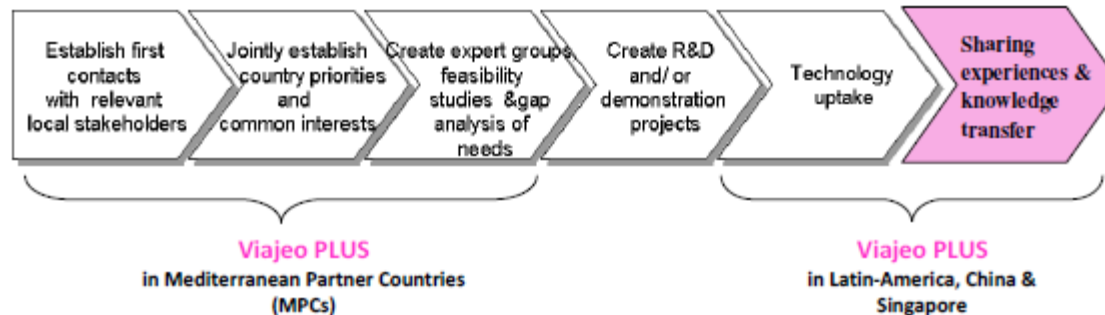 Establish first
contacts
with relevant
local stakeholders
Jointly establish
country priorities
and
common interests
Create expert groups,
feasibility
studies &gap
analysis of
needs
Create R&D
and/ or
demonstration
projects
Technology
uptake
Sharing
experiences &
knowledge
transfer
Viajeo PLUS
in Mediterranean Partner Countries
(MPCs)
Viajeo PLUS
in Latin-America, China &
Singapore